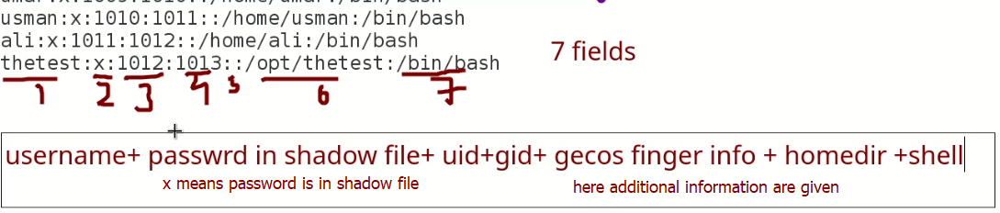 usman:x:1010:1011::/home/usman:/bin/bash
ali:x:1011:1012::/home/ali:/bin/bash
thetest:x:1012:1013::/opt/thetest:/bin/bash
7 fields
1 2 3 4 5 6 7
username+ passwrd in shadow file+ uid+gid+ gecos finger info + homedir +shell
x means password is in shadow file
here additional information are given